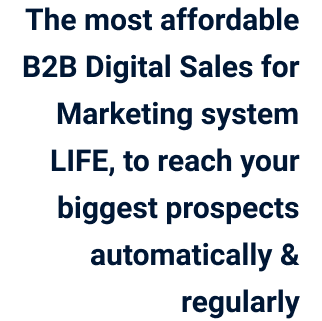 The most affordable
B2B Digital Sales for
Marketing system
LIFE, to reach your
biggest prospects
automatically &
regularly